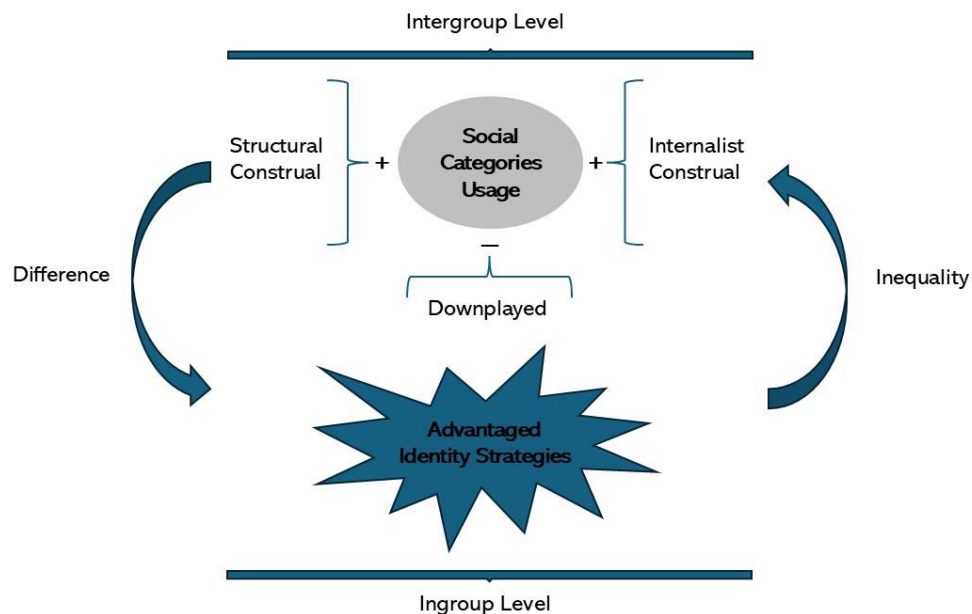 Intergroup Level
Structural
Construal
+
Social
Categories
Usage
+
Internalist
Construal
–
Difference
Downplayed
Inequality
Advantaged
Identity Strategies
Ingroup Level